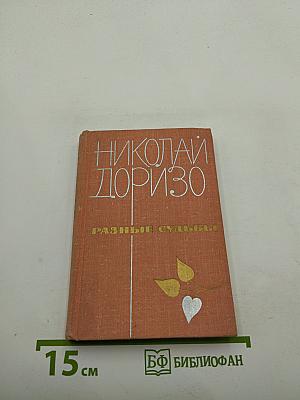 НИКОЛАЙ
ДОРИЗО
РАЗНЫЕ СУДЬБЫ
15 см
БФ БИБЛИОФАН